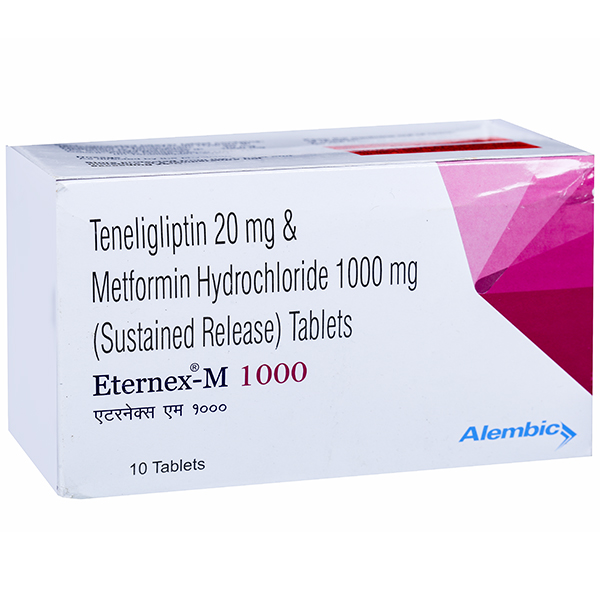 Teneligliptin 20 mg &
Metformin Hydrochloride 1000 mg
(Sustained Release) Tablets
Eternex®-M 1000
एटरनेक्स एम १०००
10 Tablets
Alembic